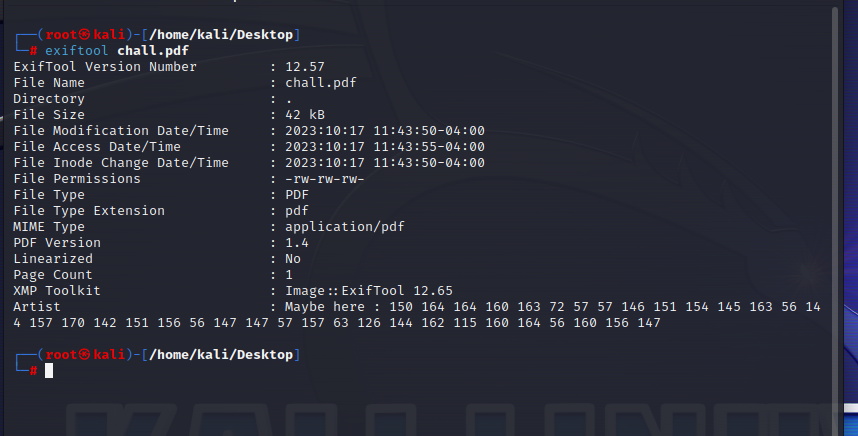 ┌──(root㉿kali)-[/home/kali/Desktop]
└─# exiftool chall.pdf
ExifTool Version Number         : 12.57
File Name                       : chall.pdf
Directory                       : .
File Size                       : 42 kB
File Modification Date/Time     : 2023:10:17 11:43:50-04:00
File Access Date/Time           : 2023:10:17 11:43:55-04:00
File Inode Change Date/Time     : 2023:10:17 11:43:50-04:00
File Permissions                : -rw-rw-rw-
File Type                       : PDF
File Type Extension             : pdf
MIME Type                       : application/pdf
PDF Version                     : 1.4
Linearized                      : No
Page Count                      : 1
XMP Toolkit                     : Image::ExifTool 12.65
Artist                          : Maybe here : 150 164 164 160 163 72 57 57 146 151 154 145 163 56 14
4 157 170 142 151 156 56 147 147 57 157 63 126 144 162 115 160 164 56 160 156 147
┌──(root㉿kali)-[/home/kali/Desktop]
└─#